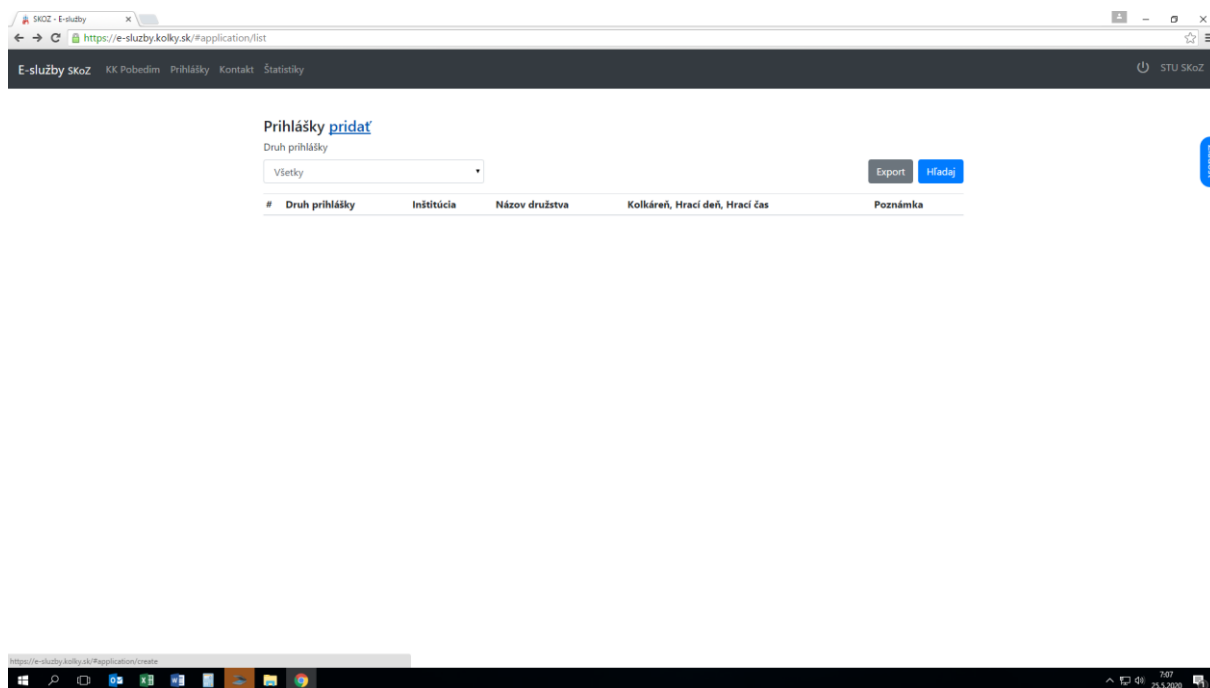 SKOZ - E-služby
https://e-sluzby.kolky.sk/#application/list
E-služby SKoZ KK Pobedim Prihlášky Kontakt Štatistiky STU SKoZ
Prihlášky pridať
Druh prihlášky
Všetky Export Hľadaj
# Druh prihlášky Inštitúcia Názov družstva Kolkáreň, Hrací deň, Hrací čas Poznámka
https://e-sluzby.kolky.sk/#application/create
7:07
25.5.2020